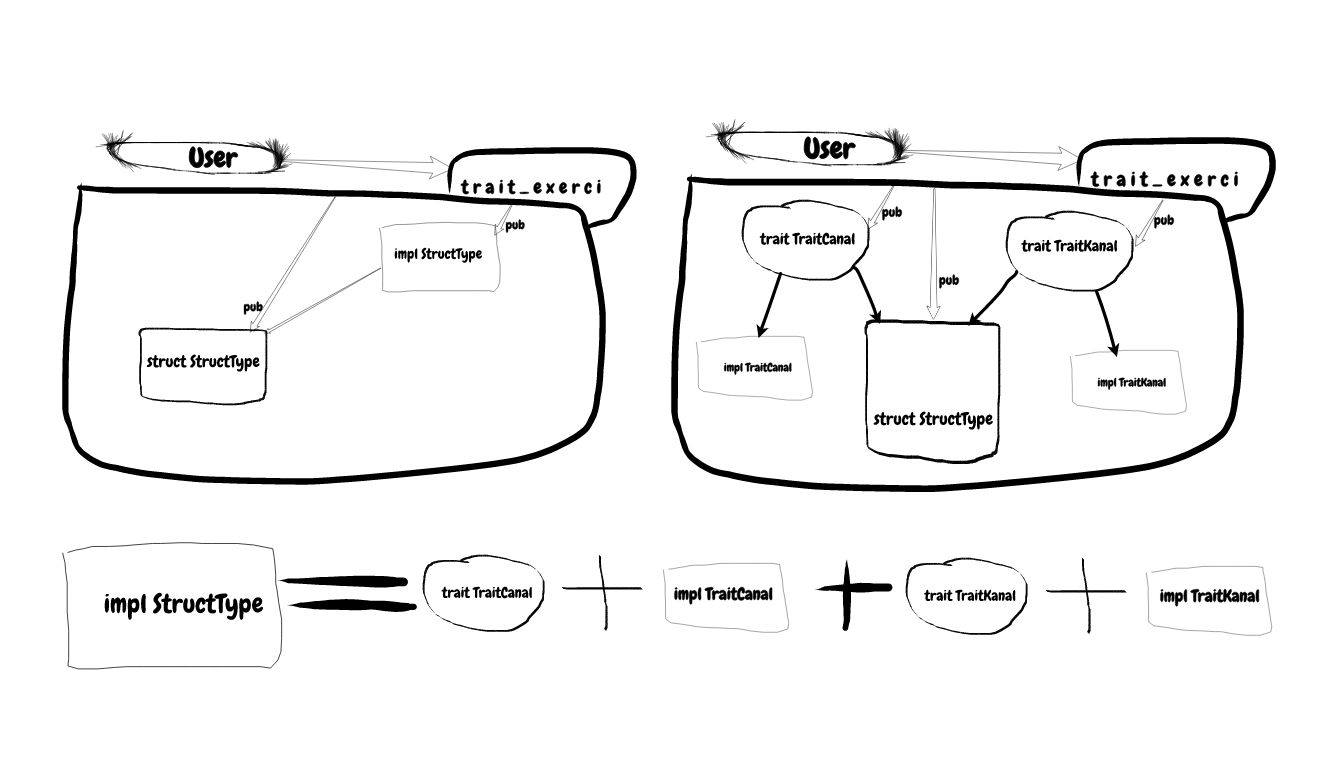 User
trait_exerci
pub
impl StructType
pub
struct StructType
User
trait_exerci
pub
pub
trait TraitCanal
trait TraitKanal
pub
impl TraitCanal
impl TraitKanal
struct StructType
impl StructType
trait TraitCanal
impl TraitCanal
trait TraitKanal
impl TraitKanal